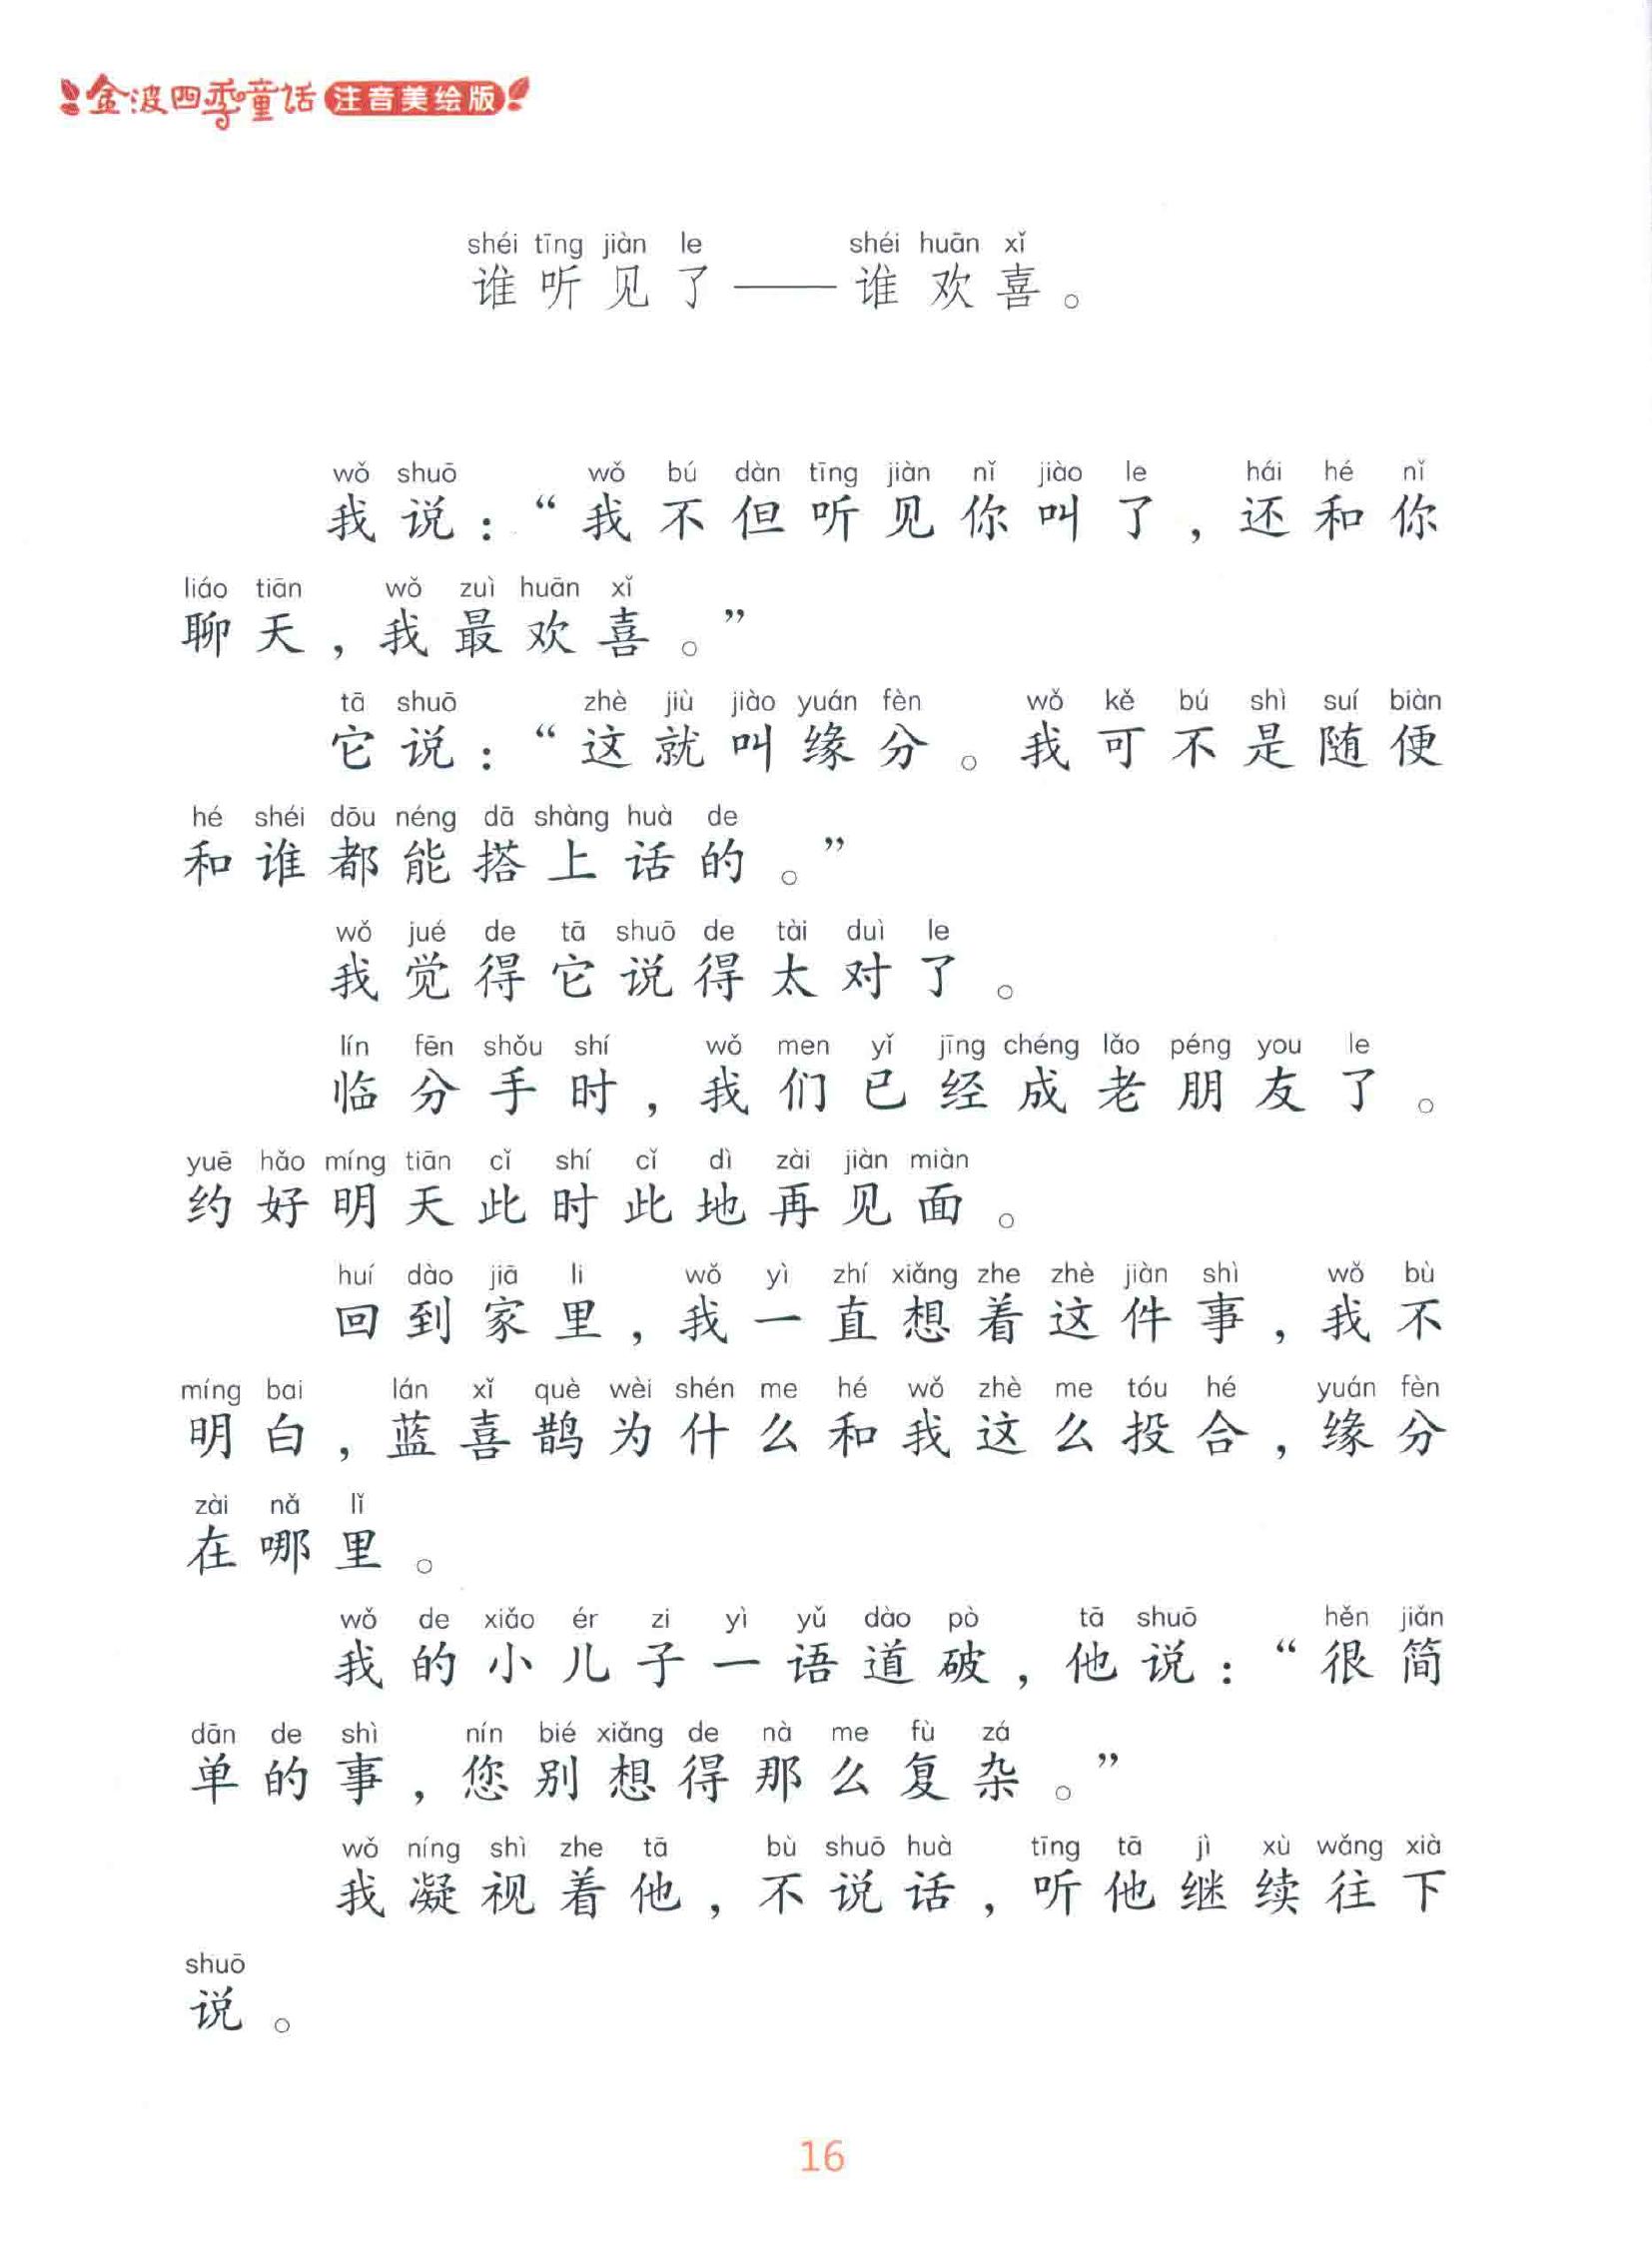 金波四季童话 注音美绘版
shéi tīng jiàn le shéi huān xǐ
谁听见了——谁欢喜。
wǒ shuō wǒ bú dàn tīng jiàn nǐ jiào le hái hé nǐ
我说：“我不但听见你叫了，还和你
liáo tiān wǒ zuì huān xǐ
聊天，我最欢喜。”
tā shuō zhè jiù jiào yuán fèn wǒ kě bú shì suí biàn
它说：“这就叫缘分。我可不是随便
hé shéi dōu néng dā shàng huà de
和谁都能搭上话的。”
wǒ jué de tā shuō de tài duì le
我觉得它说得太对了。
lín fēn shǒu shí wǒ men yǐ jīng chéng lǎo péng you le
临分手时，我们已经成老朋友了。
yuē hǎo míng tiān cǐ shí cǐ dì zài jiàn miàn
约好明天此时此地再见面。
huí dào jiā li wǒ yì zhí xiǎng zhe zhè jiàn shì wǒ bù
回到家里，我一直想着这件事，我不
míng bai lán xǐ què wèi shén me hé wǒ zhè me tóu hé yuán fèn
明白，蓝喜鹊为什么和我这么投合，缘分
zài nǎ lǐ
在哪里。
wǒ de xiǎo ér zi yì yǔ dào pò tā shuō hěn jiǎn
我的小儿子一语道破，他说：“很简
dān de shì nín bié xiǎng de nà me fù zá
单的事，您别想得那么复杂。”
wǒ níng shì zhe tā bù shuō huà tīng tā jì xù wǎng xià
我凝视着他，不说话，听他继续往下
shuō
说。
16